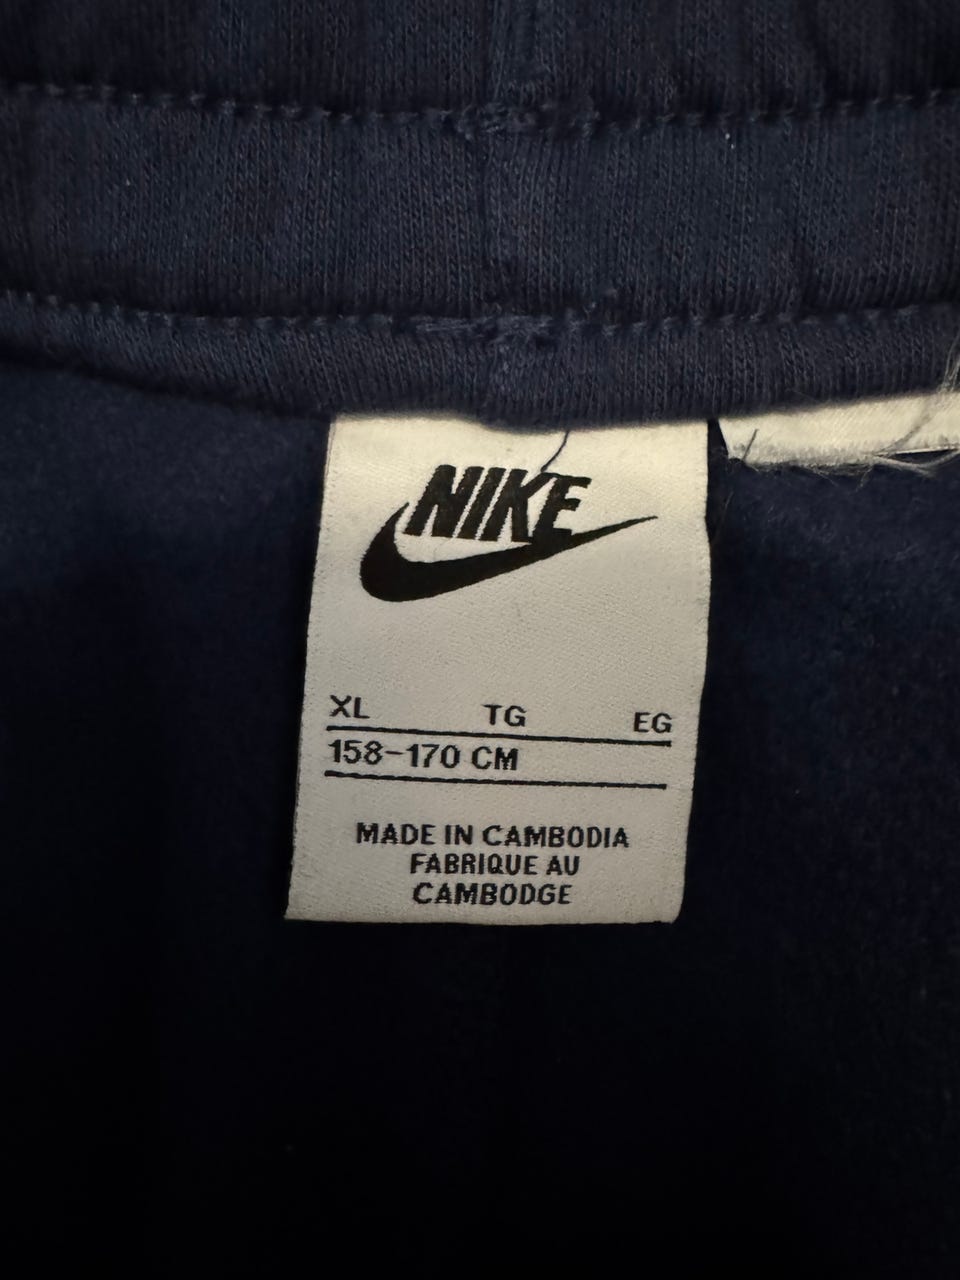 NIKE
XL TG EG
158-170 CM
MADE IN CAMBODIA
FABRIQUE AU
CAMBODGE